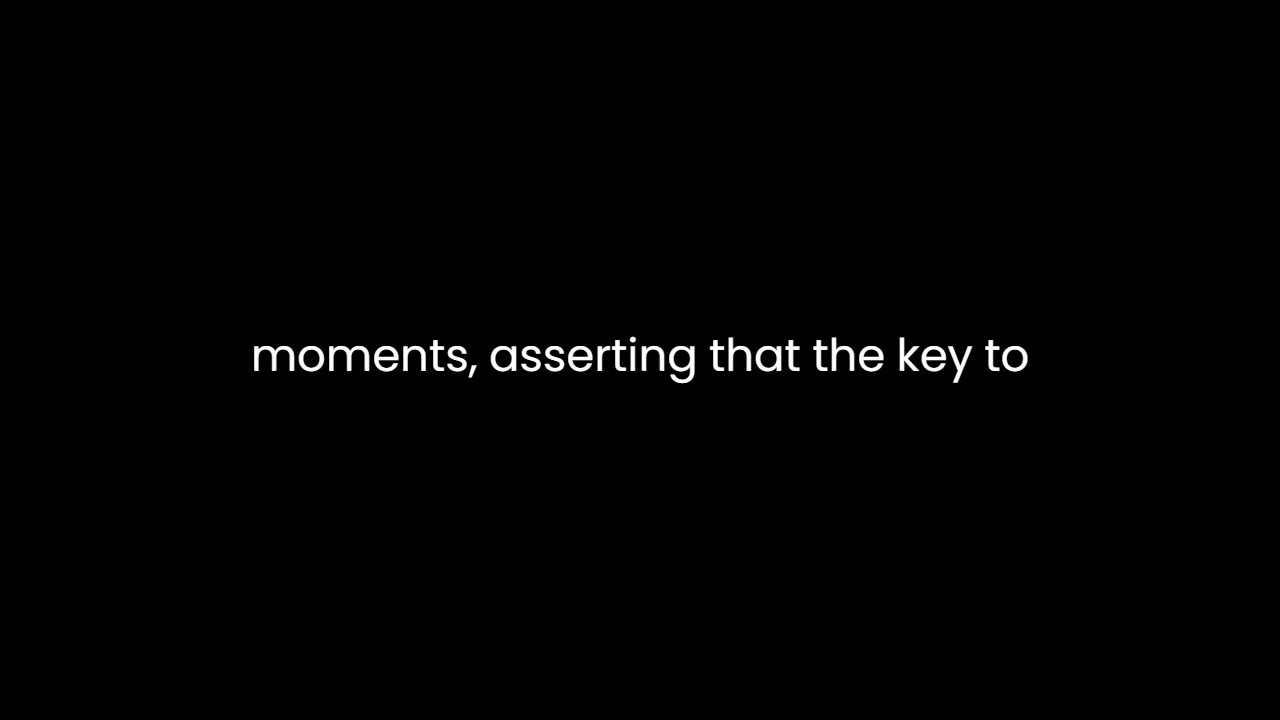 moments, asserting that the key to